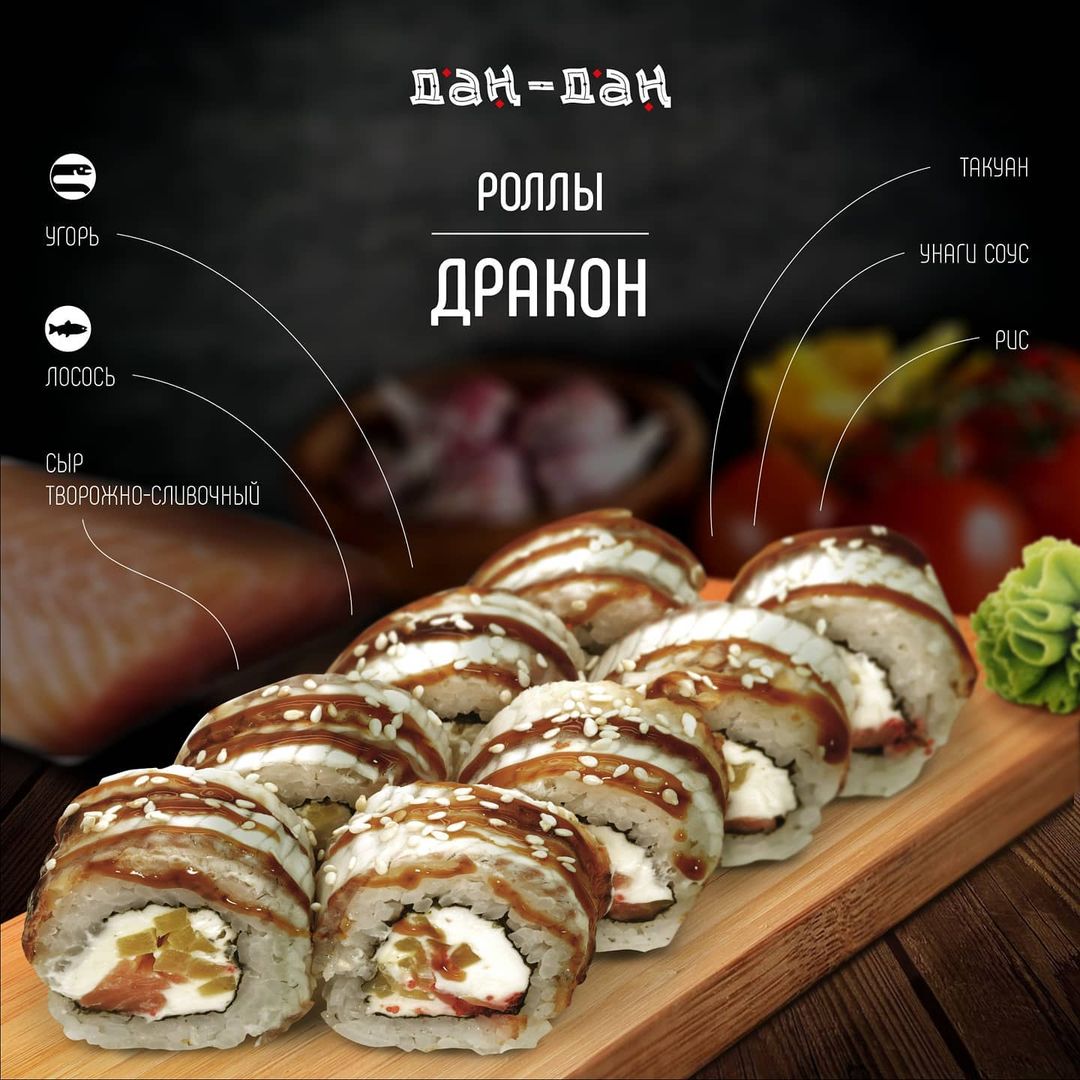 дан-дан
РОЛЛЫ
ДРАКОН
УГОРЬ
ЛОСОСЬ
СЫР
ТВОРОЖНО-СЛИВОЧНЫЙ
ТАКУАН
УНАГИ СОУС
РИС